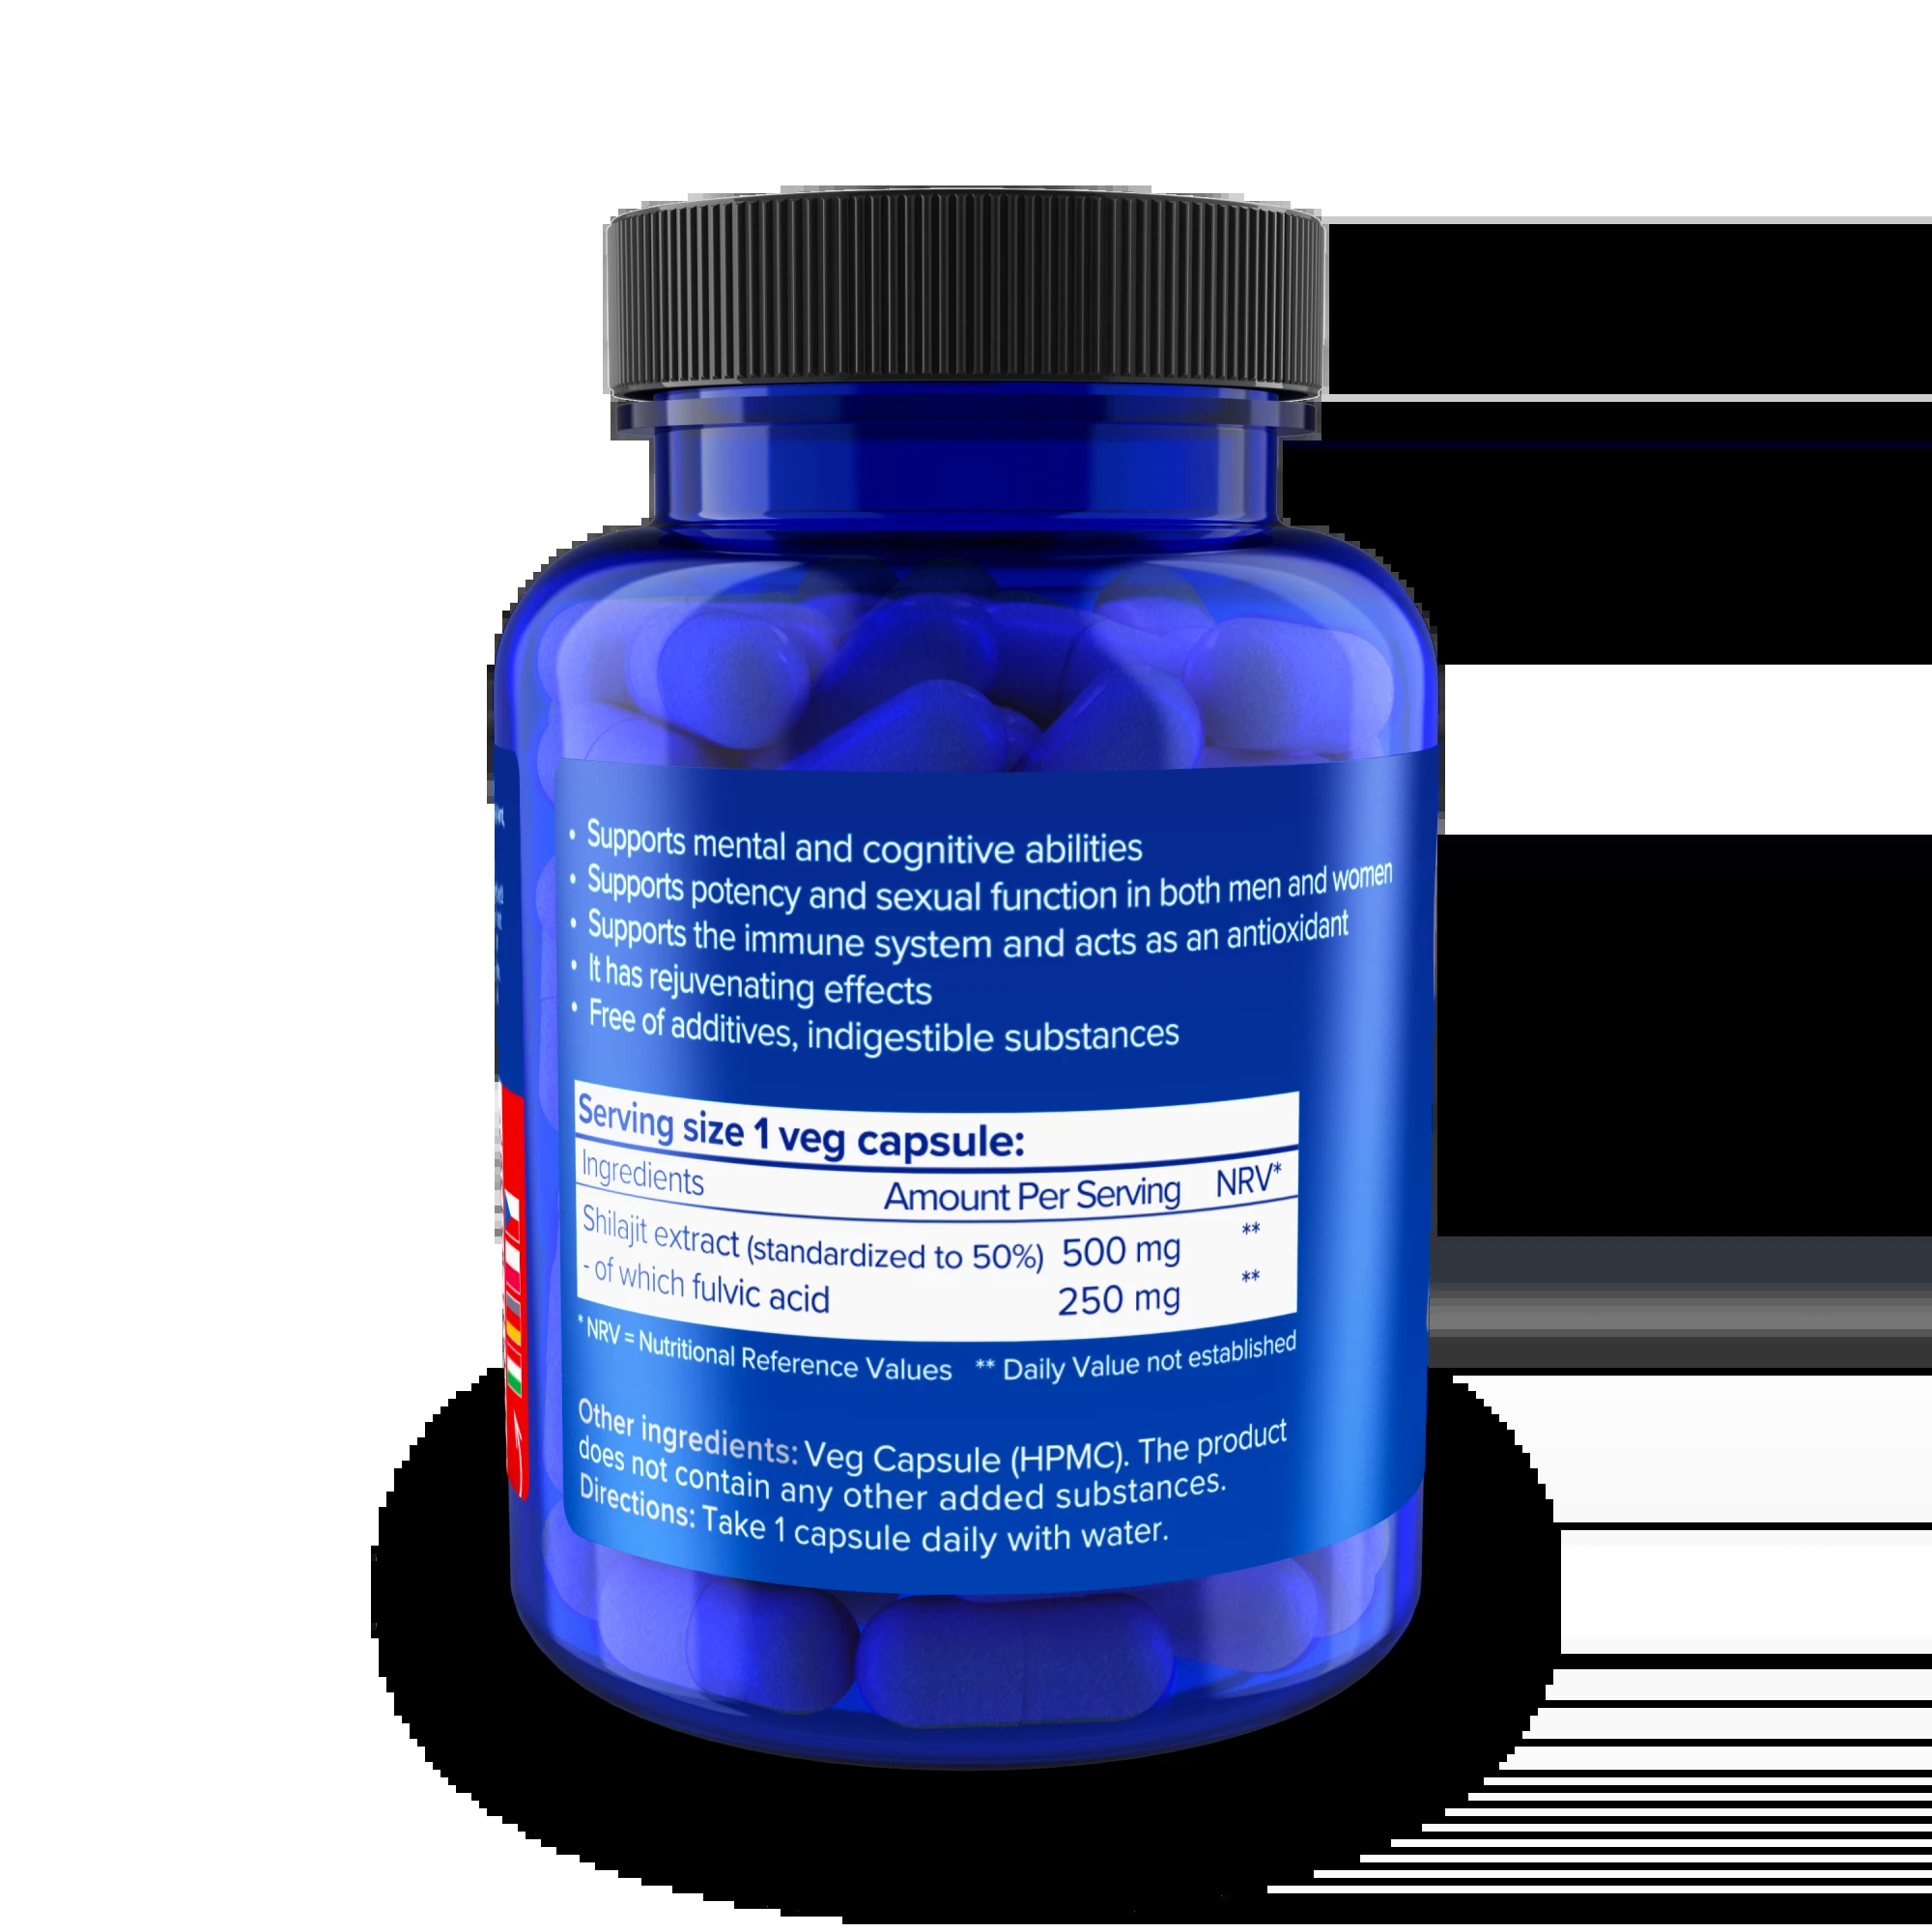 • Supports mental and cognitive abilities
• Supports potency and sexual function in both men and women
• Supports the immune system and acts as an antioxidant
• It has rejuvenating effects
• Free of additives, indigestible substances
Serving size 1 veg capsule:
Ingredients Amount Per Serving NRV*
Shilajit extract (standardized to 50%) 500 mg **
- of which fulvic acid 250 mg **
* NRV = Nutritional Reference Values ** Daily Value not established
Other ingredients: Veg Capsule (HPMC). The product
does not contain any other added substances.
Directions: Take 1 capsule daily with water.